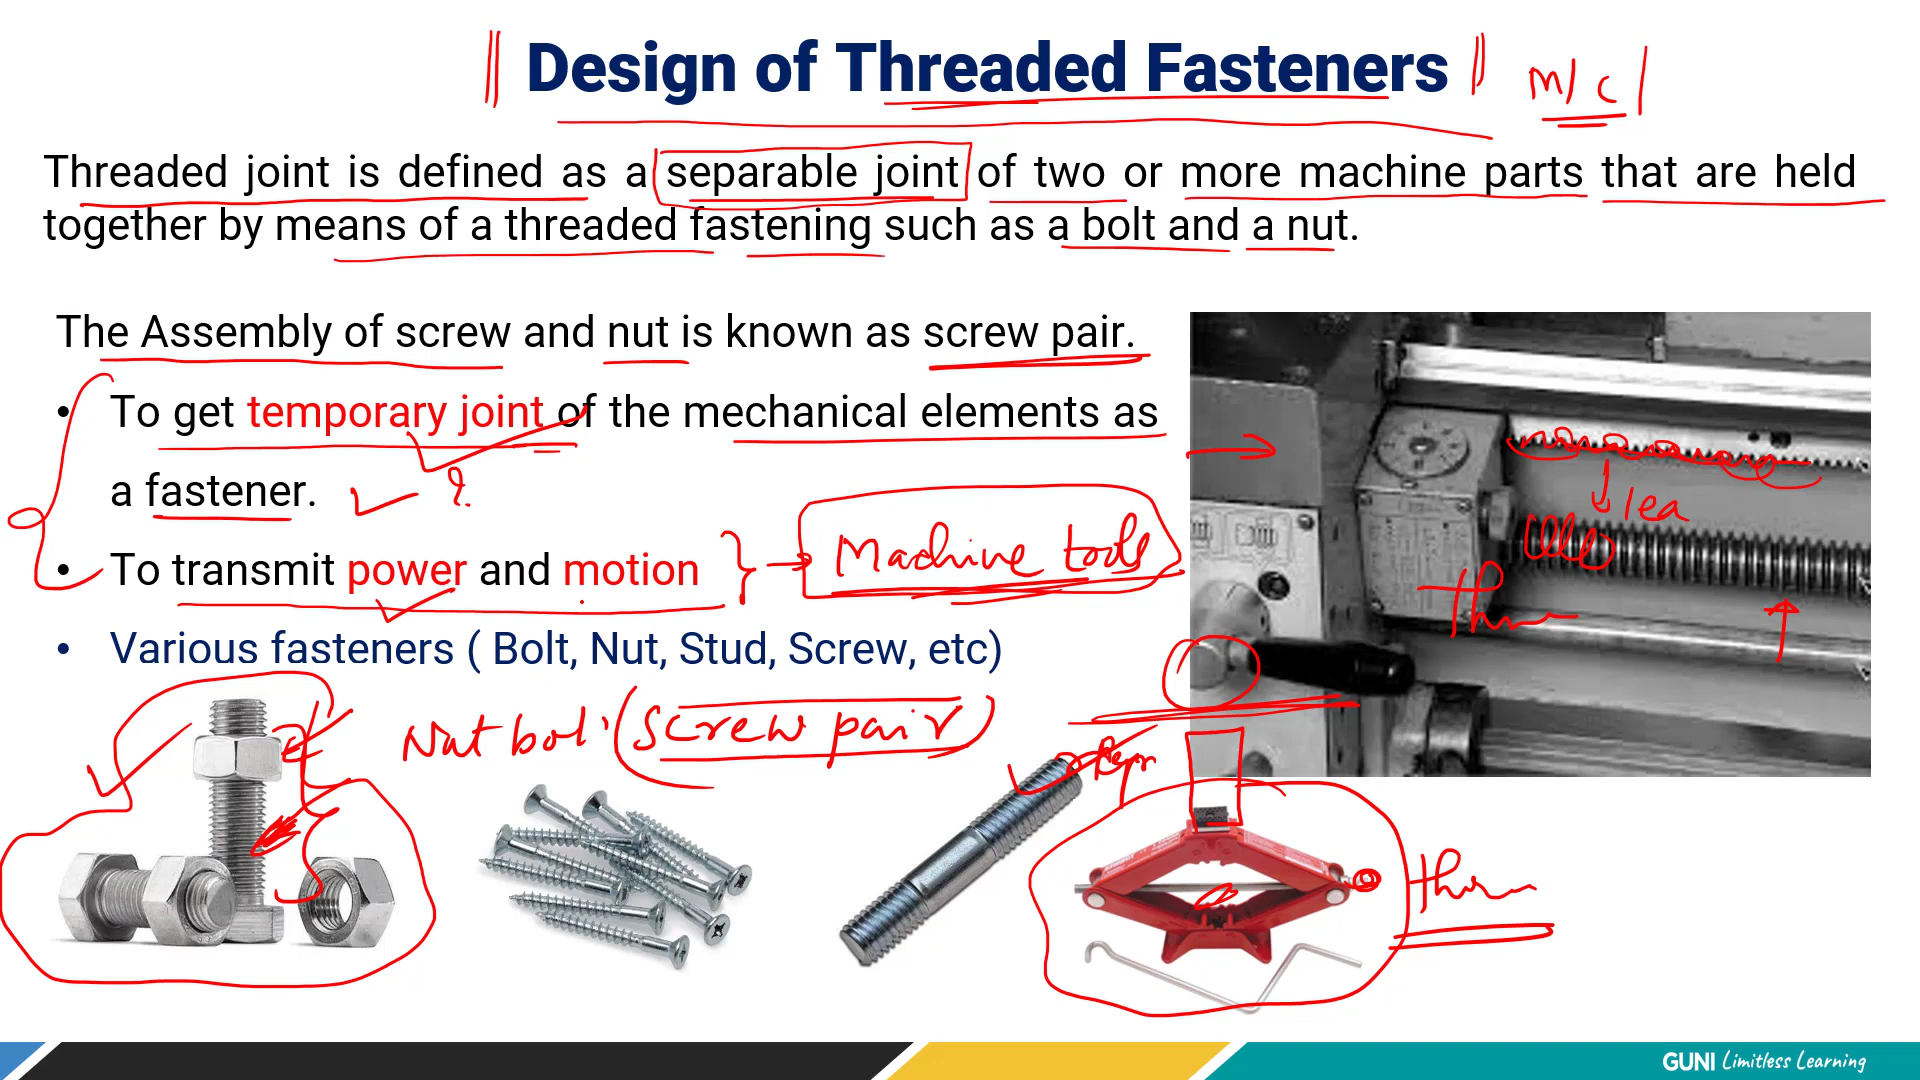 Design of Threaded Fasteners
m/c
Threaded joint is defined as a separable joint of two or more machine parts that are held
together by means of a threaded fastening such as a bolt and a nut.
The Assembly of screw and nut is known as screw pair.
• To get temporary joint of the mechanical elements as
a fastener.
?
lea
• To transmit power and motion
Machine tools
• Various fasteners ( Bolt, Nut, Stud, Screw, etc)
Nut bol
(screw pair)
GUNI Limitless Learning